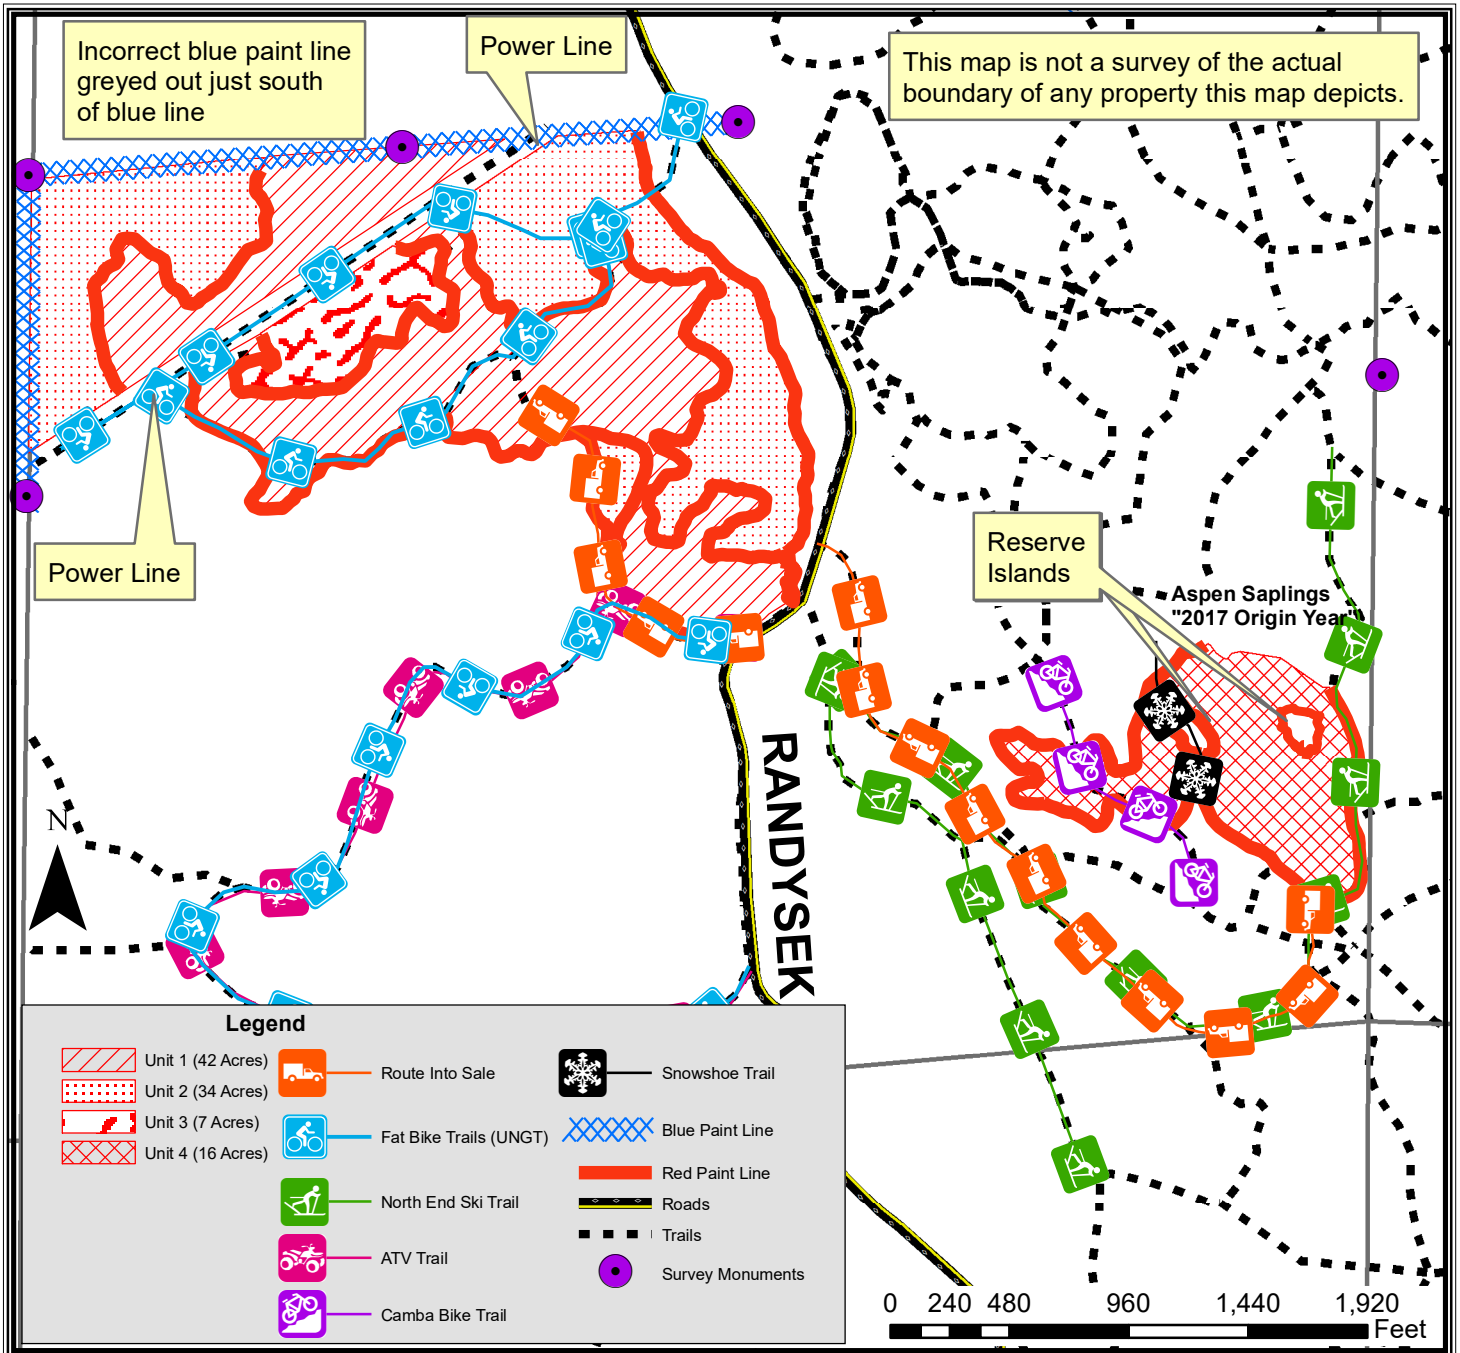 Incorrect blue paint line
greyed out just south
of blue line
Power Line
This map is not a survey of the actual
boundary of any property this map depicts.
Power Line
Reserve
Islands
Aspen Saplings
"2017 Origin Year"
RANDYSEK
N
Legend
Unit 1 (42 Acres)
Unit 2 (34 Acres)
Unit 3 (7 Acres)
Unit 4 (16 Acres)
Route Into Sale
Fat Bike Trails (UNGT)
North End Ski Trail
ATV Trail
Camba Bike Trail
Snowshoe Trail
Blue Paint Line
Red Paint Line
Roads
Trails
Survey Monuments
0 240 480 960 1,440 1,920
Feet